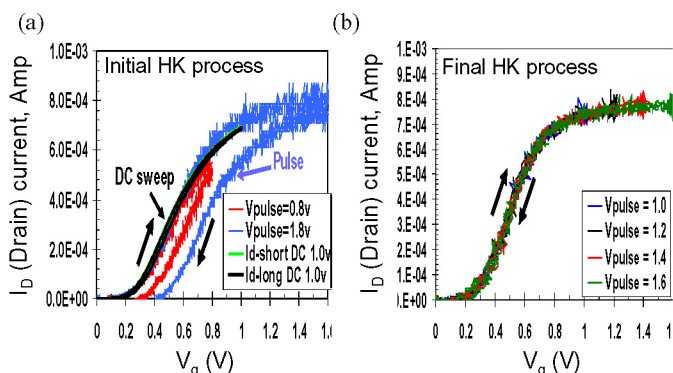 (a)
1.0E-03
8.0E-04
6.0E-04
4.0E-04
2.0E-04
0.0E+00
I_D (Drain) current, Amp
Initial HK process
DC sweep
Pulse
Vpulse=0.8v
Vpulse=1.8v
Id-short DC 1.0v
Id-long DC 1.0v
0 0.2 0.4 0.6 0.8 1 1.2 1.4 1.6
V_g (V)
(b)
.E-03
9.E-04
8.E-04
7.E-04
6.E-04
5.E-04
4.E-04
3.E-04
2.E-04
1.E-04
.E+00
I_D (Drain) current, Amp
Final HK process
Vpulse = 1.0
Vpulse = 1.2
Vpulse = 1.4
Vpulse = 1.6
0.0 0.2 0.4 0.6 0.8 1.0 1.2 1.4 1.
V_g (V)